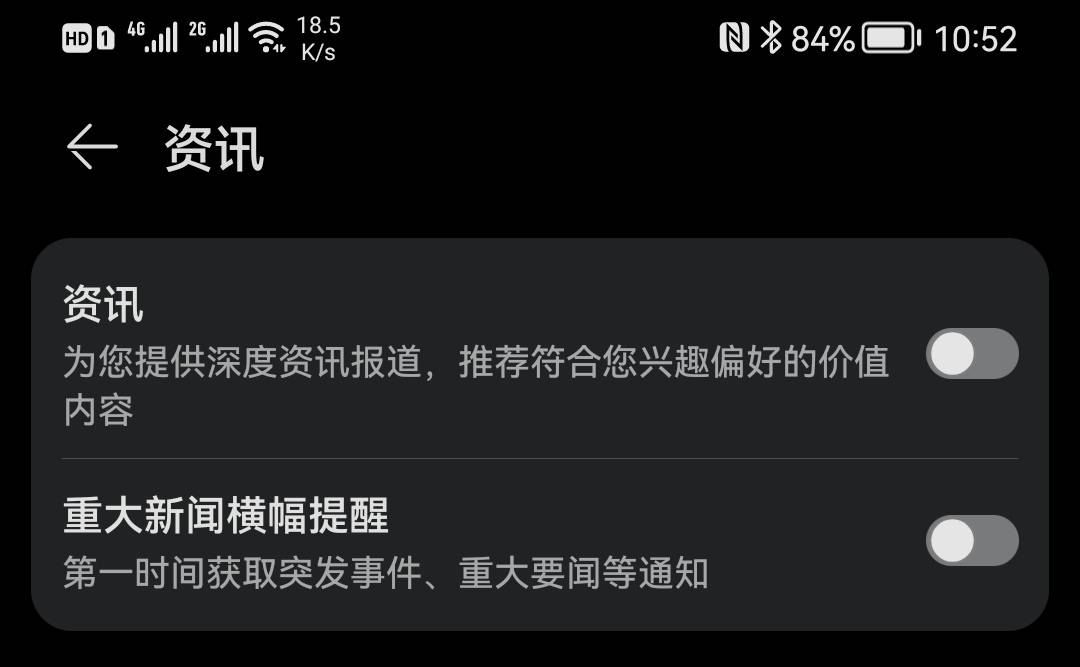 HD 1 4G 2G 18.5 K/s 84% 10:52
资讯
资讯
为您提供深度资讯报道，推荐符合您兴趣偏好的价值
内容
重大新闻横幅提醒
第一时间获取突发事件、重大要闻等通知